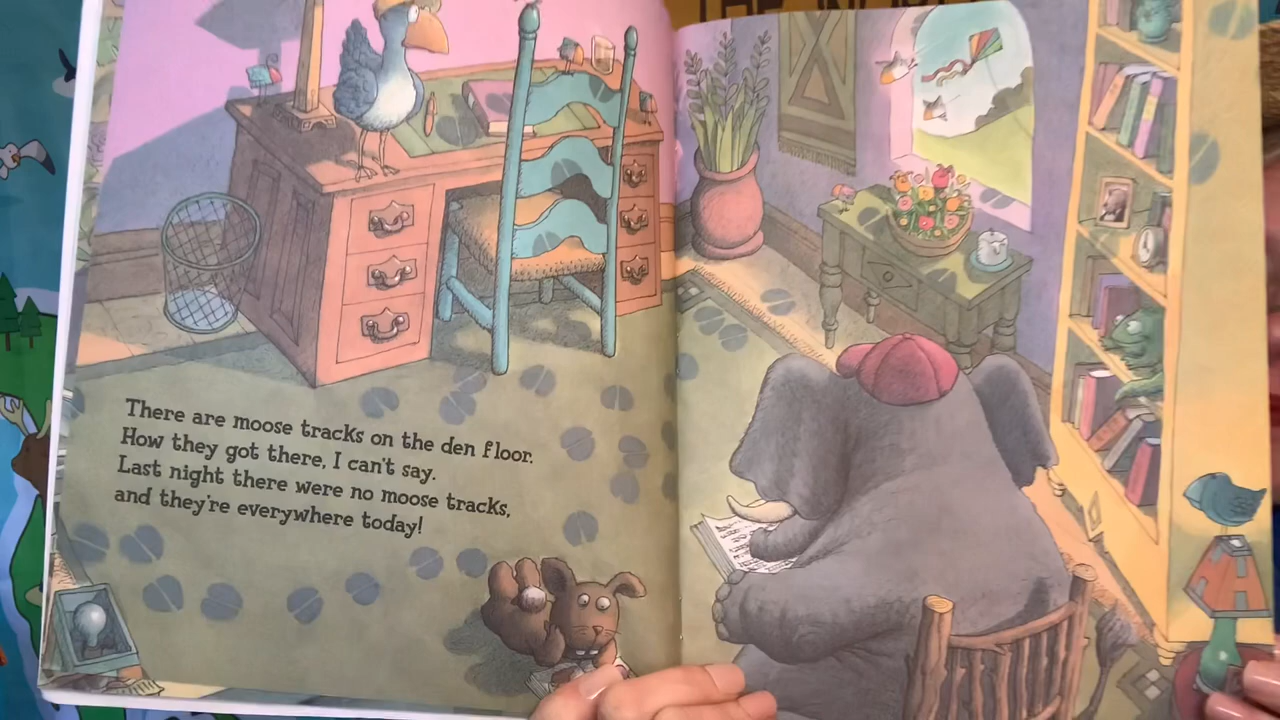 There are moose tracks on the den floor.
How they got there, I can't say.
Last night there were no moose tracks,
and they're everywhere today!